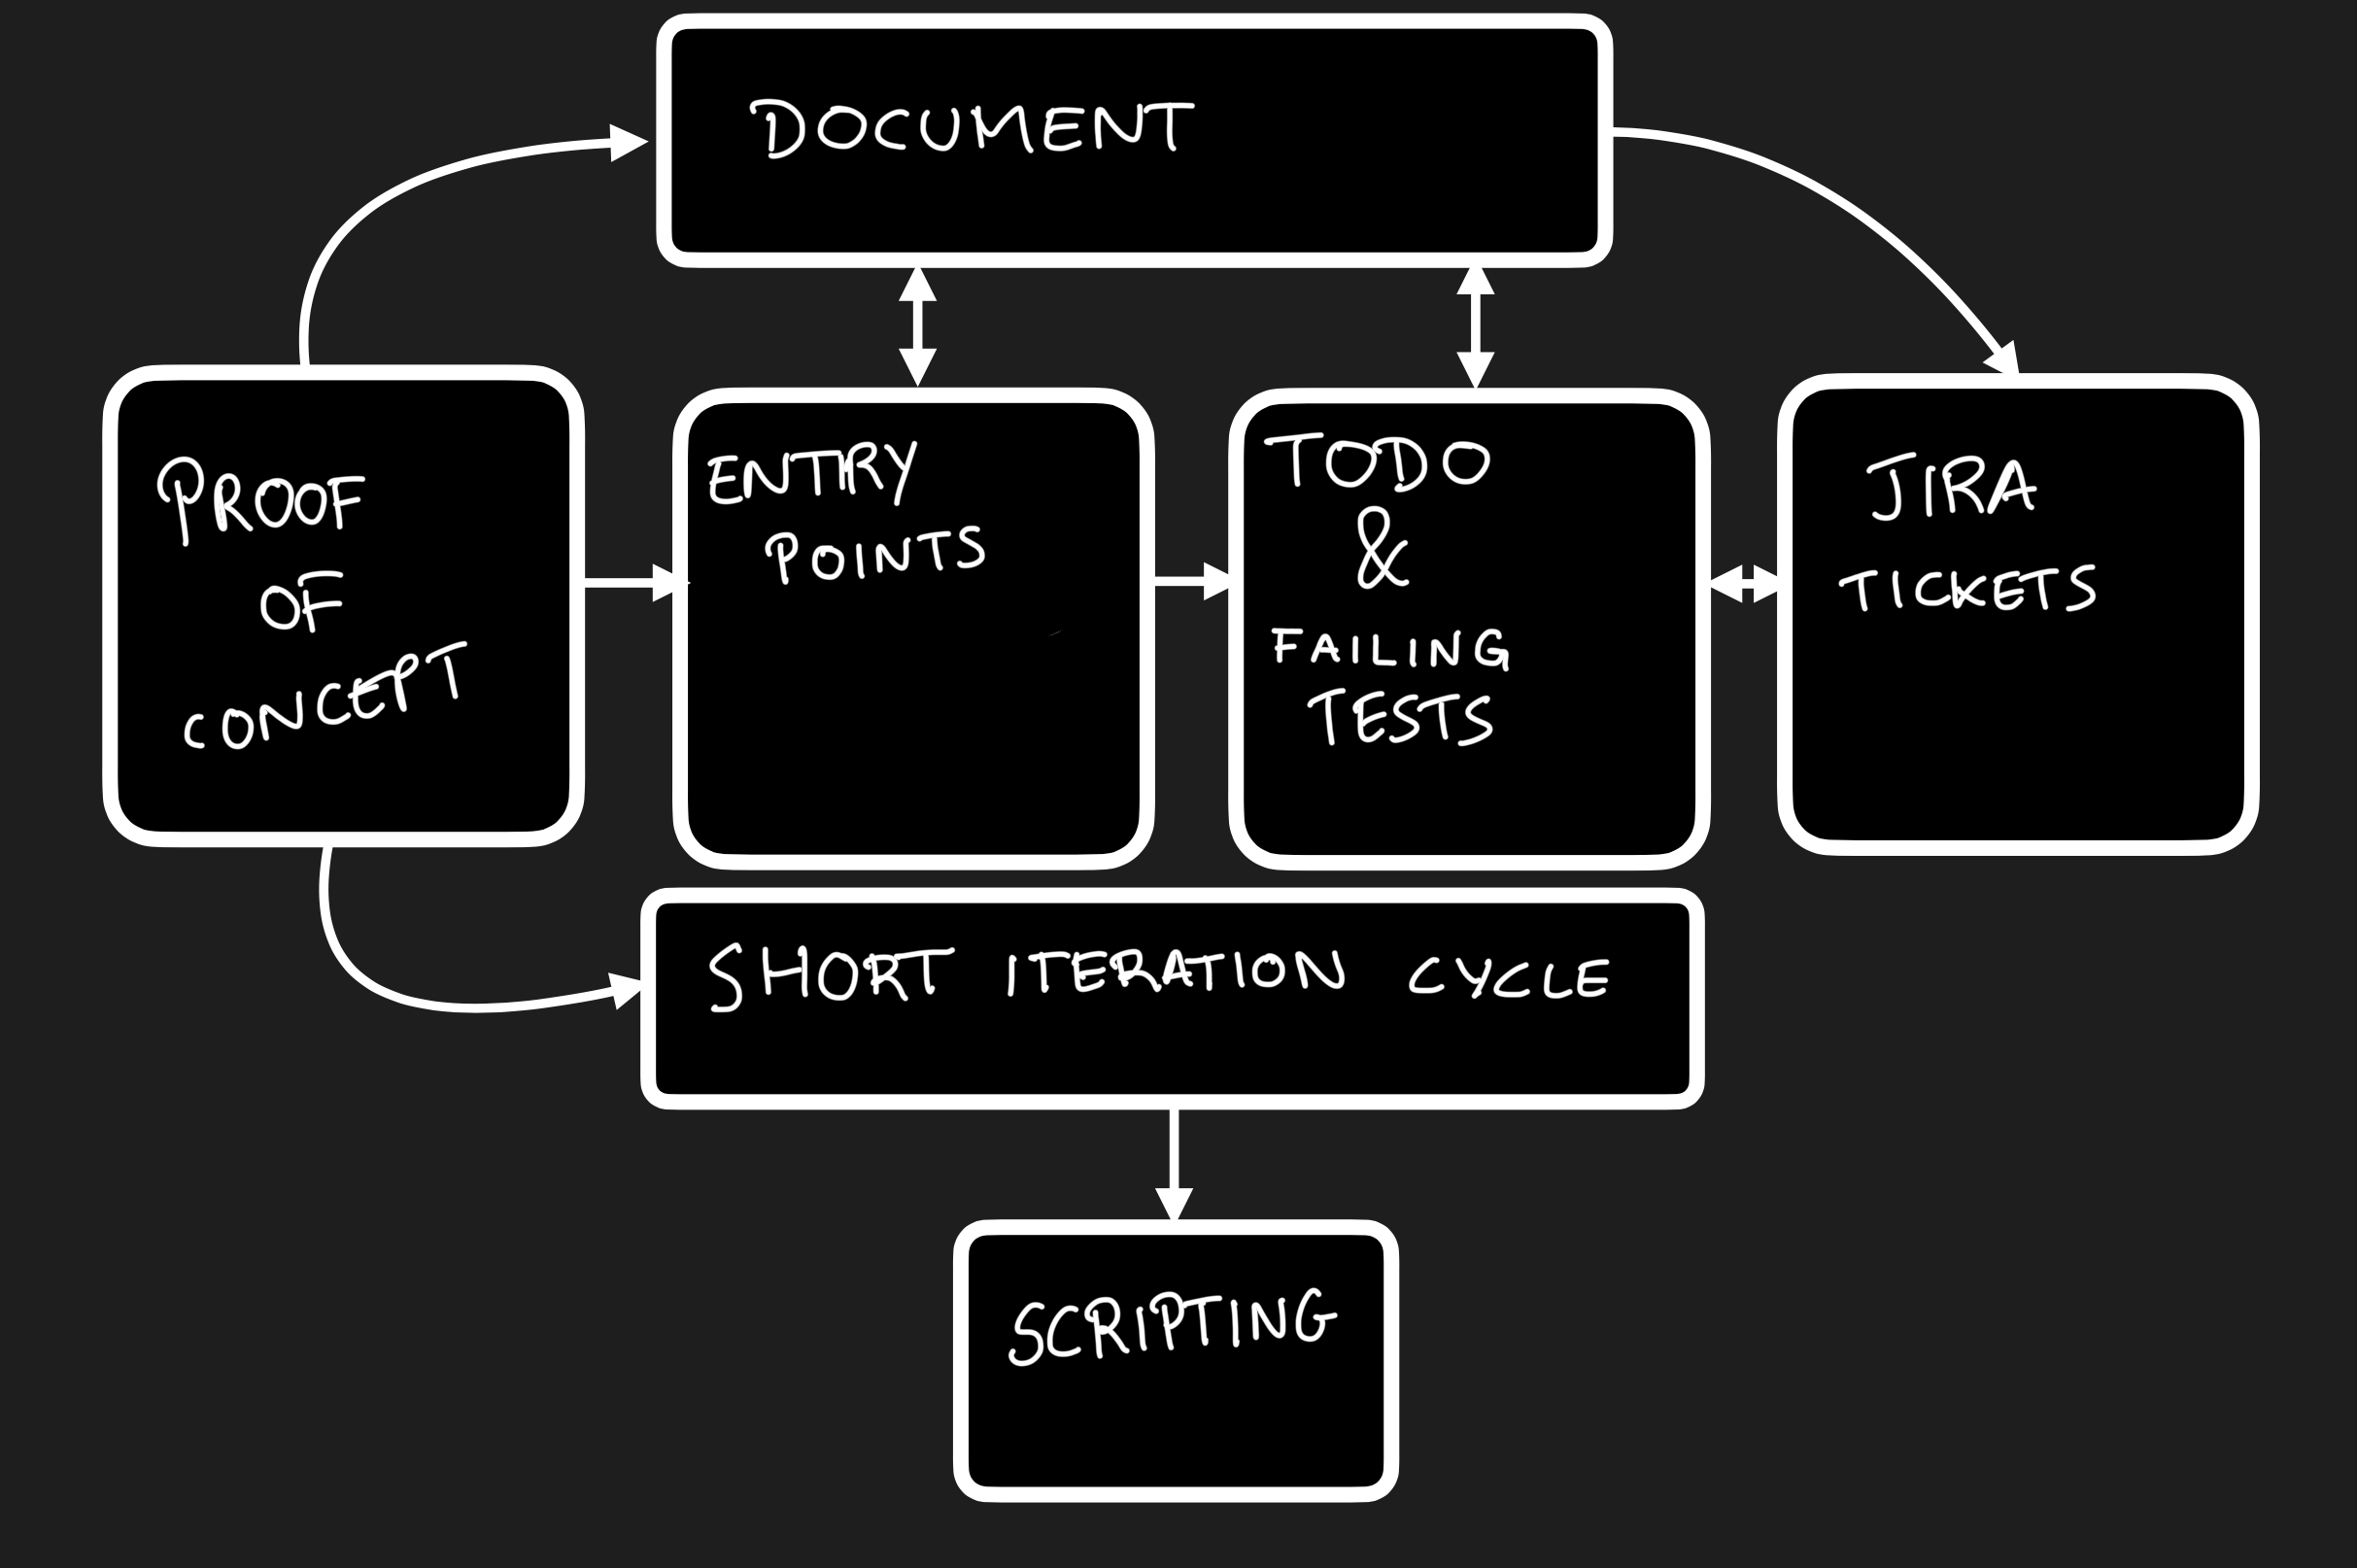 DOCUMENT
PROOF
OF
CONCEPT
ENTRY
POINTS
TODO
&
FAILING
TESTS
JIRA
TICKETS
SHORT ITERATION CYCLE
SCRIPTING